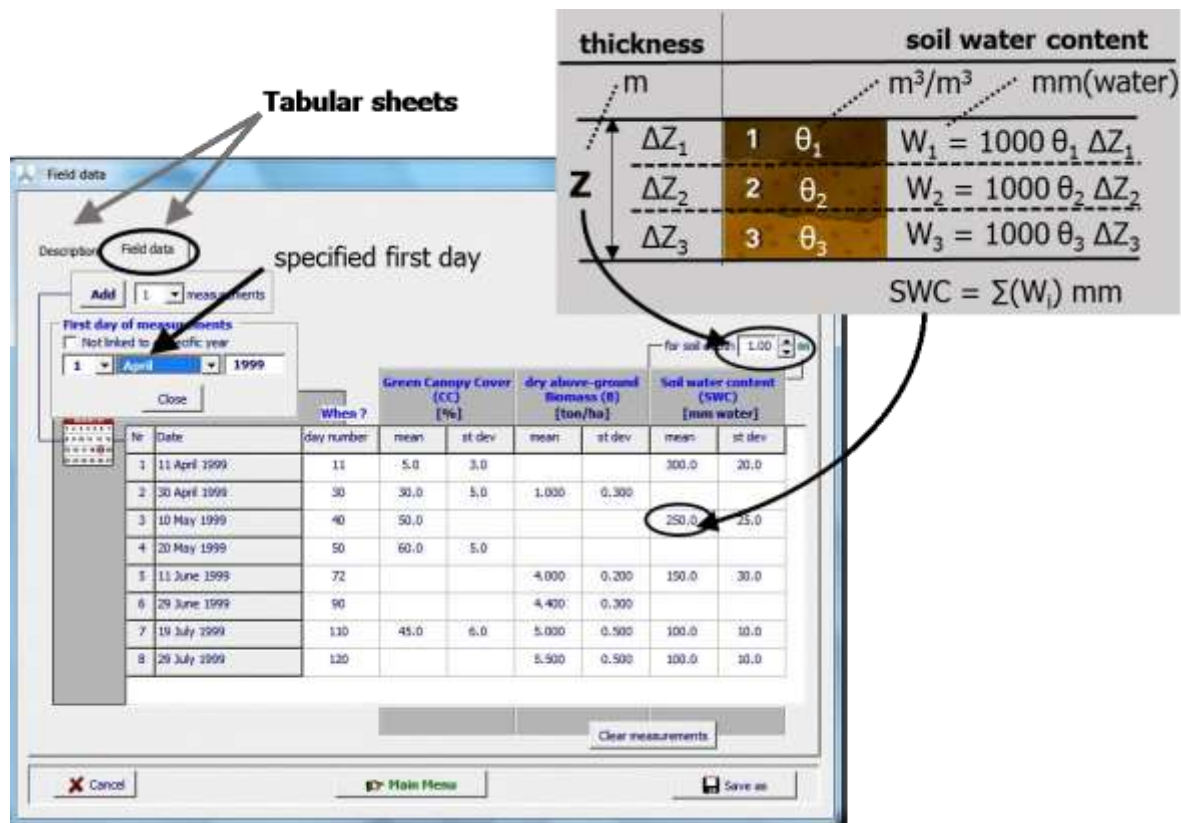 thickness soil water content
m m³/m³ mm(water)
Z ΔZ₁ 1 θ₁ W₁ = 1000 θ₁ ΔZ₁
ΔZ₂ 2 θ₂ W₂ = 1000 θ₂ ΔZ₂
ΔZ₃ 3 θ₃ W₃ = 1000 θ₃ ΔZ₃
SWC = Σ(Wᵢ) mm
Tabular sheets
Field data
Description Field data
specified first day
Add 1 measurements
First day of measurements
Not linked to specific year
1 April 1999
Close
for soil depth 1.00 m
Green Canopy Cover (CC) [%]
dry above-ground Biomass (B) [ton/ha]
Soil water content (SWC) [mm water]
When ?
Nr Date day number mean st dev mean st dev mean st dev
1 11 April 1999 11 5.0 3.0 300.0 20.0
2 30 April 1999 30 30.0 5.0 1.000 0.300
3 10 May 1999 40 50.0 250.0 25.0
4 20 May 1999 50 60.0 5.0
5 11 June 1999 72 4.000 0.200 150.0 30.0
6 29 June 1999 90 4.400 0.300
7 19 July 1999 110 45.0 6.0 5.000 0.500 100.0 10.0
8 29 July 1999 120 5.500 0.500 100.0 10.0
Clear measurements
Cancel Main Menu Save as